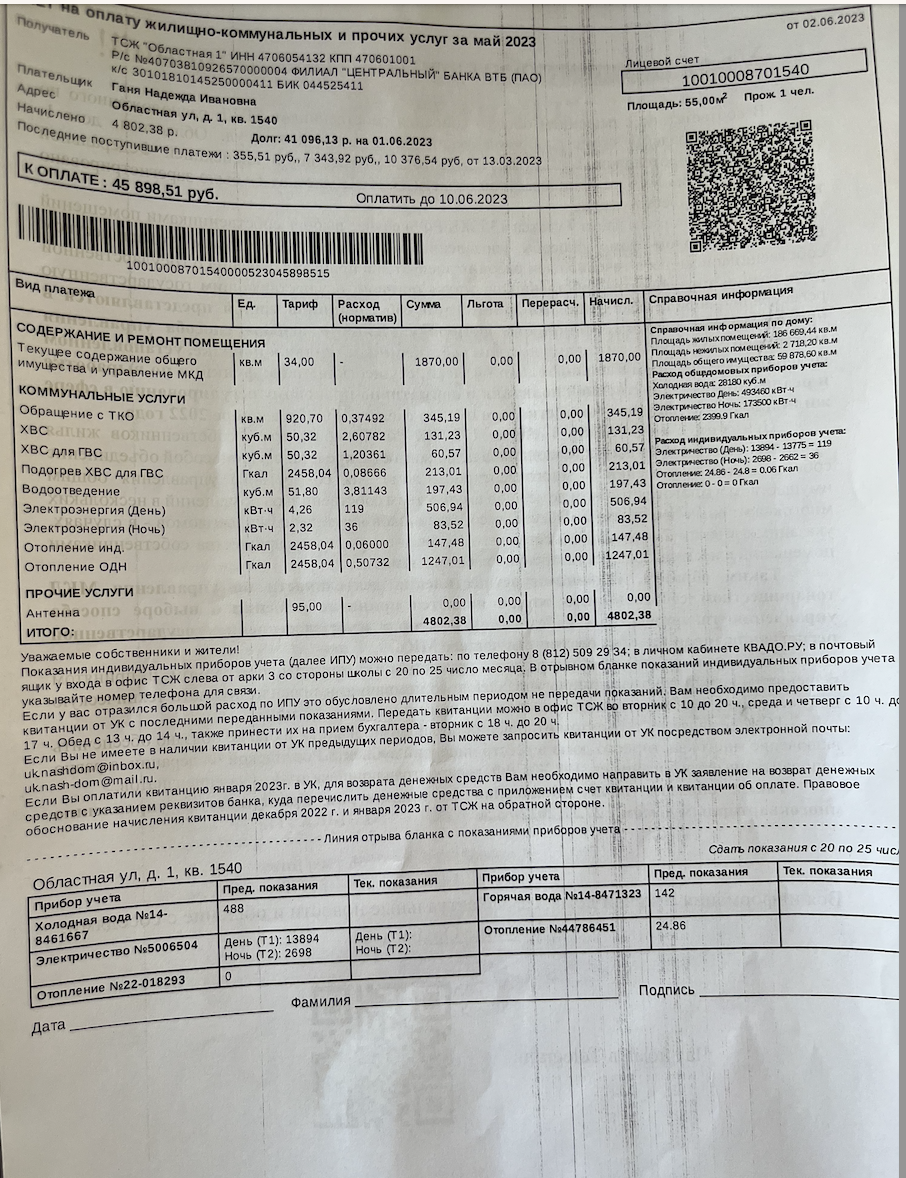 на оплату жилищно-коммунальных и прочих услуг за май 2023
от 02.06.2023
Получатель
ТСЖ "Областная 1" ИНН 4706054132 КПП 470601001
Р/с №40703810926570000004 ФИЛИАЛ "ЦЕНТРАЛЬНЫЙ" БАНКА ВТБ (ПАО)
к/с 30101810145250000411 БИК 044525411
Лицевой счет
10010008701540
Плательщик Ганя Надежда Ивановна
Площадь: 55,00м² Прож. 1 чел.
Адрес Областная ул, д. 1, кв. 1540
Начислено 4 802,38 р. Долг: 41 096,13 р. на 01.06.2023
Последние поступившие платежи : 355,51 руб,, 7 343,92 руб,, 10 376,54 руб, от 13.03.2023
К ОПЛАТЕ : 45 898,51 руб. Оплатить до 10.06.2023
10010008701540000523045898515
Вид платежа Ед. Тариф Расход (норматив) Сумма Льгота Перерасч. Начисл. Справочная информация
СОДЕРЖАНИЕ И РЕМОНТ ПОМЕЩЕНИЯ
Текущее содержание общего имущества и управление МКД кв.м 34,00 - 1870,00 0,00 0,00 1870,00
КОММУНАЛЬНЫЕ УСЛУГИ
Обращение с ТКО кв.м 920,70 0,37492 345,19 0,00 0,00 345,19
ХВС куб.м 50,32 2,60782 131,23 0,00 0,00 131,23
ХВС для ГВС куб.м 50,32 1,20361 60,57 0,00 0,00 60,57
Подогрев ХВС для ГВС Гкал 2458,04 0,08666 213,01 0,00 0,00 213,01
Водоотведение куб.м 51,80 3,81143 197,43 0,00 0,00 197,43
Электроэнергия (День) кВт·ч 4,26 119 506,94 0,00 0,00 506,94
Электроэнергия (Ночь) кВт·ч 2,32 36 83,52 0,00 0,00 83,52
Отопление инд. Гкал 2458,04 0,06000 147,48 0,00 0,00 147,48
Отопление ОДН Гкал 2458,04 0,50732 1247,01 0,00 0,00 1247,01
ПРОЧИЕ УСЛУГИ
Антенна 95,00 - 0,00 0,00 0,00 0,00
ИТОГО: 4802,38 0,00 0,00 4802,38
Справочная информация по дому:
Площадь жилых помещений: 186 669,44 кв.м
Площадь нежилых помещений: 2 718,20 кв.м
Площадь общего имущества: 59 878,60 кв.м
Расход общдомовых приборов учета:
Холодная вода: 28180 куб.м
Электричество День: 493460 кВт·ч
Электричество Ночь: 173500 кВт·ч
Отопление: 2399.9 Гкал
Расход индивидуальных приборов учета:
Электричество (День): 13894 - 13775 = 119
Электричество (Ночь): 2698 - 2662 = 36
Отопление: 24.86 - 24.8 = 0.06 Гкал
Отопление: 0 - 0 = 0 Гкал
Уважаемые собственники и жители!
Показания индивидуальных приборов учета (далее ИПУ) можно передать: по телефону 8 (812) 509 29 34; в личном кабинете КВАДО.РУ; в почтовый
ящик у входа в офис ТСЖ слева от арки 3 со стороны школы с 20 по 25 число месяца. В отрывном бланке показаний индивидуальных приборов учета
указывайте номер телефона для связи.
Если у вас отразился большой расход по ИПУ это обусловлено длительным периодом не передачи показаний. Вам необходимо предоставить
квитанции от УК с последними переданными показаниями. Передать квитанции можно в офис ТСЖ во вторник с 10 до 20 ч., среда и четверг с 10 ч. до
17 ч. Обед с 13 ч. до 14 ч., также принести их на прием бухгалтера - вторник с 18 ч. до 20 ч.
Если Вы не имеете в наличии квитанции от УК предыдущих периодов, Вы можете запросить квитанции от УК посредством электронной почты:
uk.nashdom@inbox.ru,
uk.nash-dom@mail.ru.
Если Вы оплатили квитанцию января 2023г. в УК, для возврата денежных средств Вам необходимо направить в УК заявление на возврат денежных
средств с указанием реквизитов банка, куда перечислить денежные средства с приложением счет квитанции и квитанции об оплате. Правовое
обоснование начисления квитанции декабря 2022 г. и января 2023 г. от ТСЖ на обратной стороне.
Линия отрыва бланка с показаниями приборов учета
Сдать показания с 20 по 25
Областная ул, д. 1, кв. 1540
Прибор учета Пред. показания Тек. показания Прибор учета Пред. показания Тек. показания
Холодная вода №14-8461667 488 Горячая вода №14-8471323 142
Электричество №5006504 День (Т1): 13894 День (Т1): Отопление №44786451 24.86
Ночь (Т2): 2698 Ночь (Т2):
Отопление №22-018293 0
Дата Фамилия Подпись